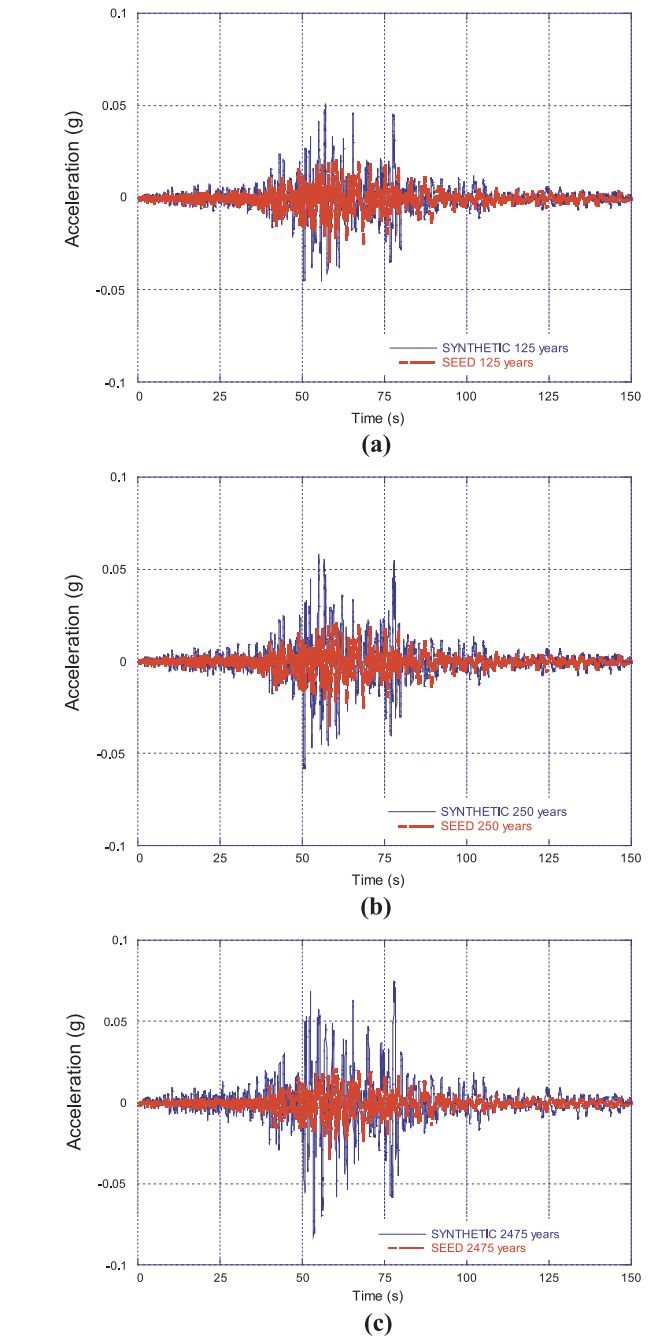 0.1
0.05
0
-0.05
-0.1
Acceleration (g)
SYNTHETIC 125 years
SEED 125 years
0 25 50 75 100 125 150
Time (s)
(a)
0.1
0.05
0
-0.05
-0.1
Acceleration (g)
SYNTHETIC 250 years
SEED 250 years
0 25 50 75 100 125 150
Time (s)
(b)
0.1
0.05
0
-0.05
-0.1
Acceleration (g)
SYNTHETIC 2475 years
SEED 2475 years
0 25 50 75 100 125 150
Time (s)
(c)